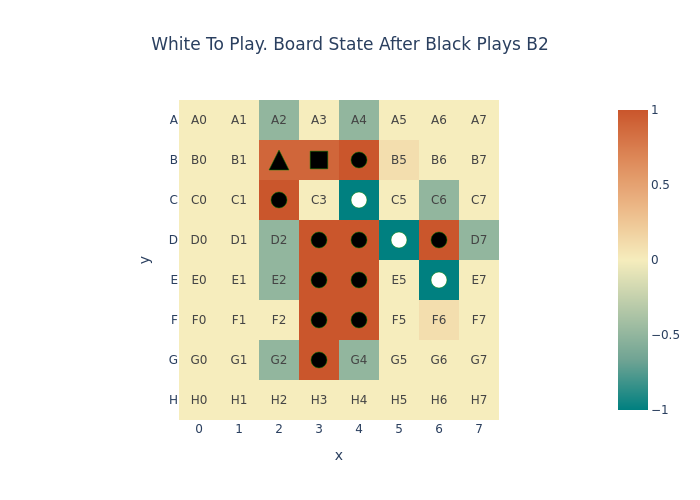 White To Play. Board State After Black Plays B2
A A0 A1 A2 A3 A4 A5 A6 A7
B B0 B1 B5 B6 B7
C C0 C1 C3 C5 C6 C7
D D0 D1 D2 D7
E E0 E1 E2 E5 E7
F F0 F1 F2 F5 F6 F7
G G0 G1 G2 G4 G5 G6 G7
H H0 H1 H2 H3 H4 H5 H6 H7
0 1 2 3 4 5 6 7
x
y
1
0.5
0
−0.5
−1